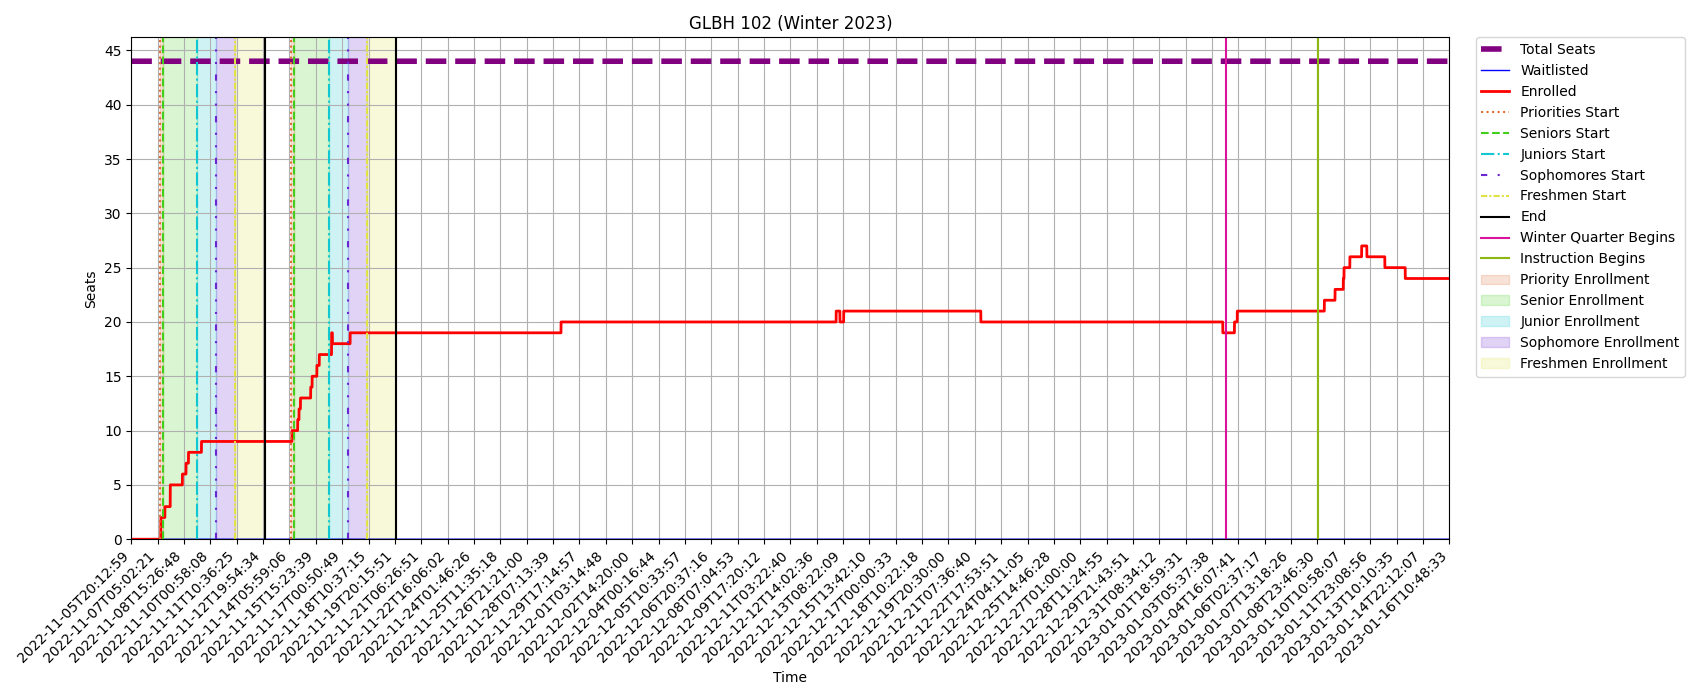 GLBH 102 (Winter 2023)
Seats
45
40
35
30
25
20
15
10
5
0
2022-11-05T20:12:59
2022-11-07T05:02:21
2022-11-08T15:26:48
2022-11-10T00:58:08
2022-11-11T10:36:25
2022-11-12T19:54:34
2022-11-14T05:59:06
2022-11-15T15:23:39
2022-11-17T00:50:49
2022-11-18T10:37:15
2022-11-19T20:15:51
2022-11-21T06:26:51
2022-11-22T16:06:02
2022-11-24T01:46:26
2022-11-25T11:35:18
2022-11-26T21:21:00
2022-11-28T07:13:39
2022-11-29T17:14:57
2022-12-01T03:14:48
2022-12-02T14:20:00
2022-12-04T00:16:44
2022-12-05T10:33:57
2022-12-06T20:37:16
2022-12-08T07:04:53
2022-12-09T17:20:12
2022-12-11T03:22:40
2022-12-12T14:02:36
2022-12-13T08:22:09
2022-12-15T13:42:10
2022-12-17T00:00:33
2022-12-18T10:22:18
2022-12-19T20:30:00
2022-12-21T07:36:40
2022-12-22T17:53:51
2022-12-24T04:11:05
2022-12-25T14:46:28
2022-12-27T01:00:00
2022-12-28T11:24:55
2022-12-29T21:43:51
2022-12-31T08:34:12
2023-01-01T18:59:31
2023-01-03T05:37:38
2023-01-04T16:07:41
2023-01-06T02:37:17
2023-01-07T13:18:26
2023-01-08T23:46:30
2023-01-10T10:58:07
2023-01-11T23:08:56
2023-01-13T10:10:35
2023-01-14T22:12:07
2023-01-16T10:48:33
Time
Total Seats
Waitlisted
Enrolled
Priorities Start
Seniors Start
Juniors Start
Sophomores Start
Freshmen Start
End
Winter Quarter Begins
Instruction Begins
Priority Enrollment
Senior Enrollment
Junior Enrollment
Sophomore Enrollment
Freshmen Enrollment